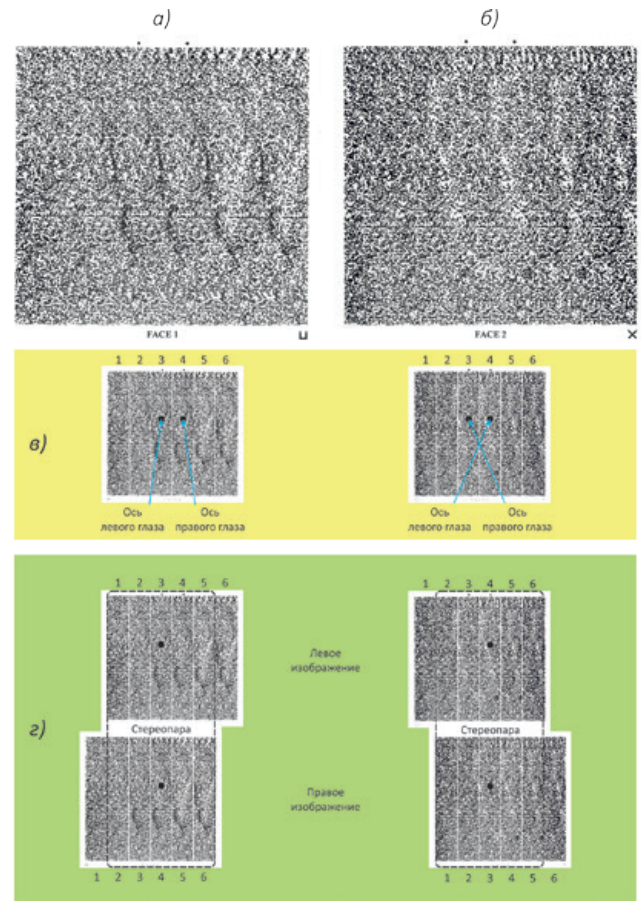 а)
б)
FACE 1
FACE 2
1 2 3 4 5 6
1 2 3 4 5 6
в)
Ось левого глаза
Ось правого глаза
Ось левого глаза
Ось правого глаза
1 2 3 4 5 6
1 2 3 4 5 6
Левое изображение
г)
Стереопара
Стереопара
Правое изображение
1 2 3 4 5 6
1 2 3 4 5 6